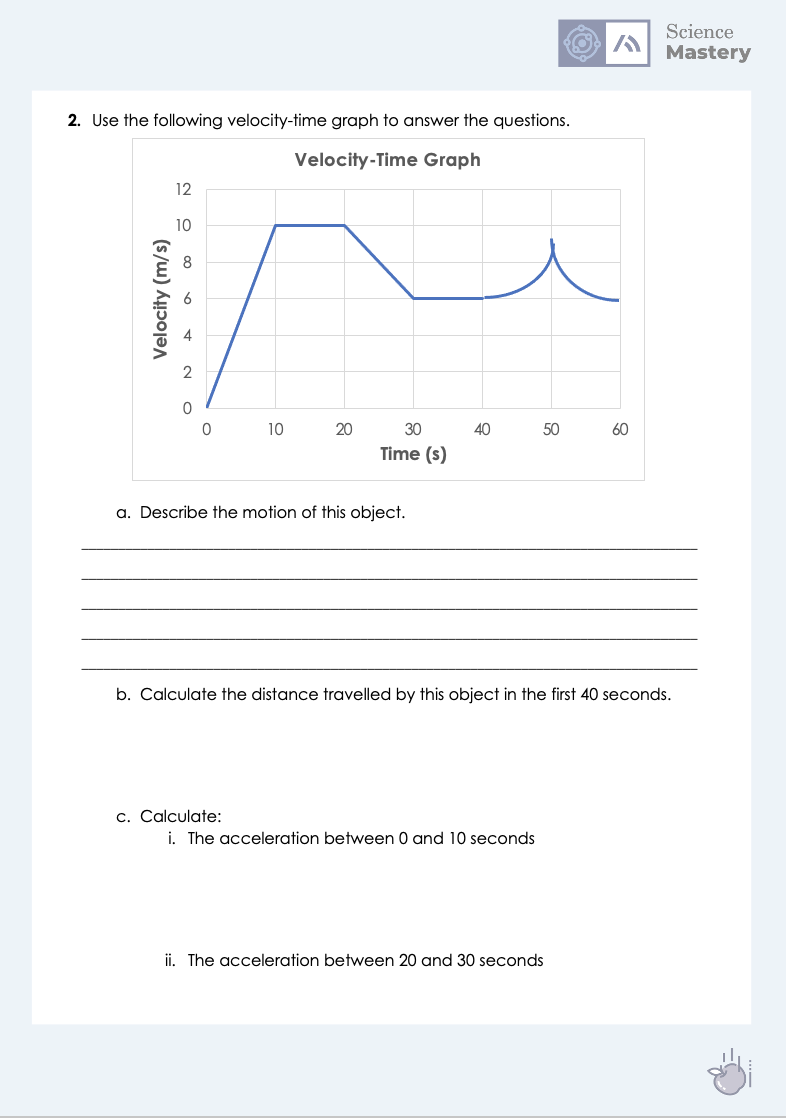 Science
Mastery
2. Use the following velocity-time graph to answer the questions.
Velocity-Time Graph
12
10
8
6
4
2
0
Velocity (m/s)
0 10 20 30 40 50 60
Time (s)
a. Describe the motion of this object.
b. Calculate the distance travelled by this object in the first 40 seconds.
c. Calculate:
i. The acceleration between 0 and 10 seconds
ii. The acceleration between 20 and 30 seconds